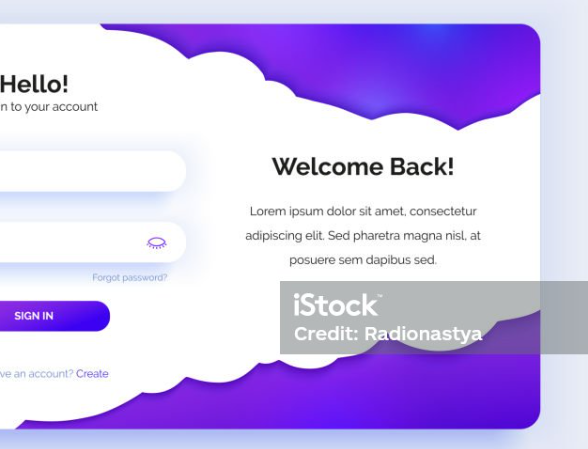 Hello!
n to your account
Forgot password?
SIGN IN
ve an account? Create
Welcome Back!
Lorem ipsum dolor sit amet, consectetur
adipiscing elit. Sed pharetra magna nisl, at
posuere sem dapibus sed.
iStock™
Credit: Radionastya